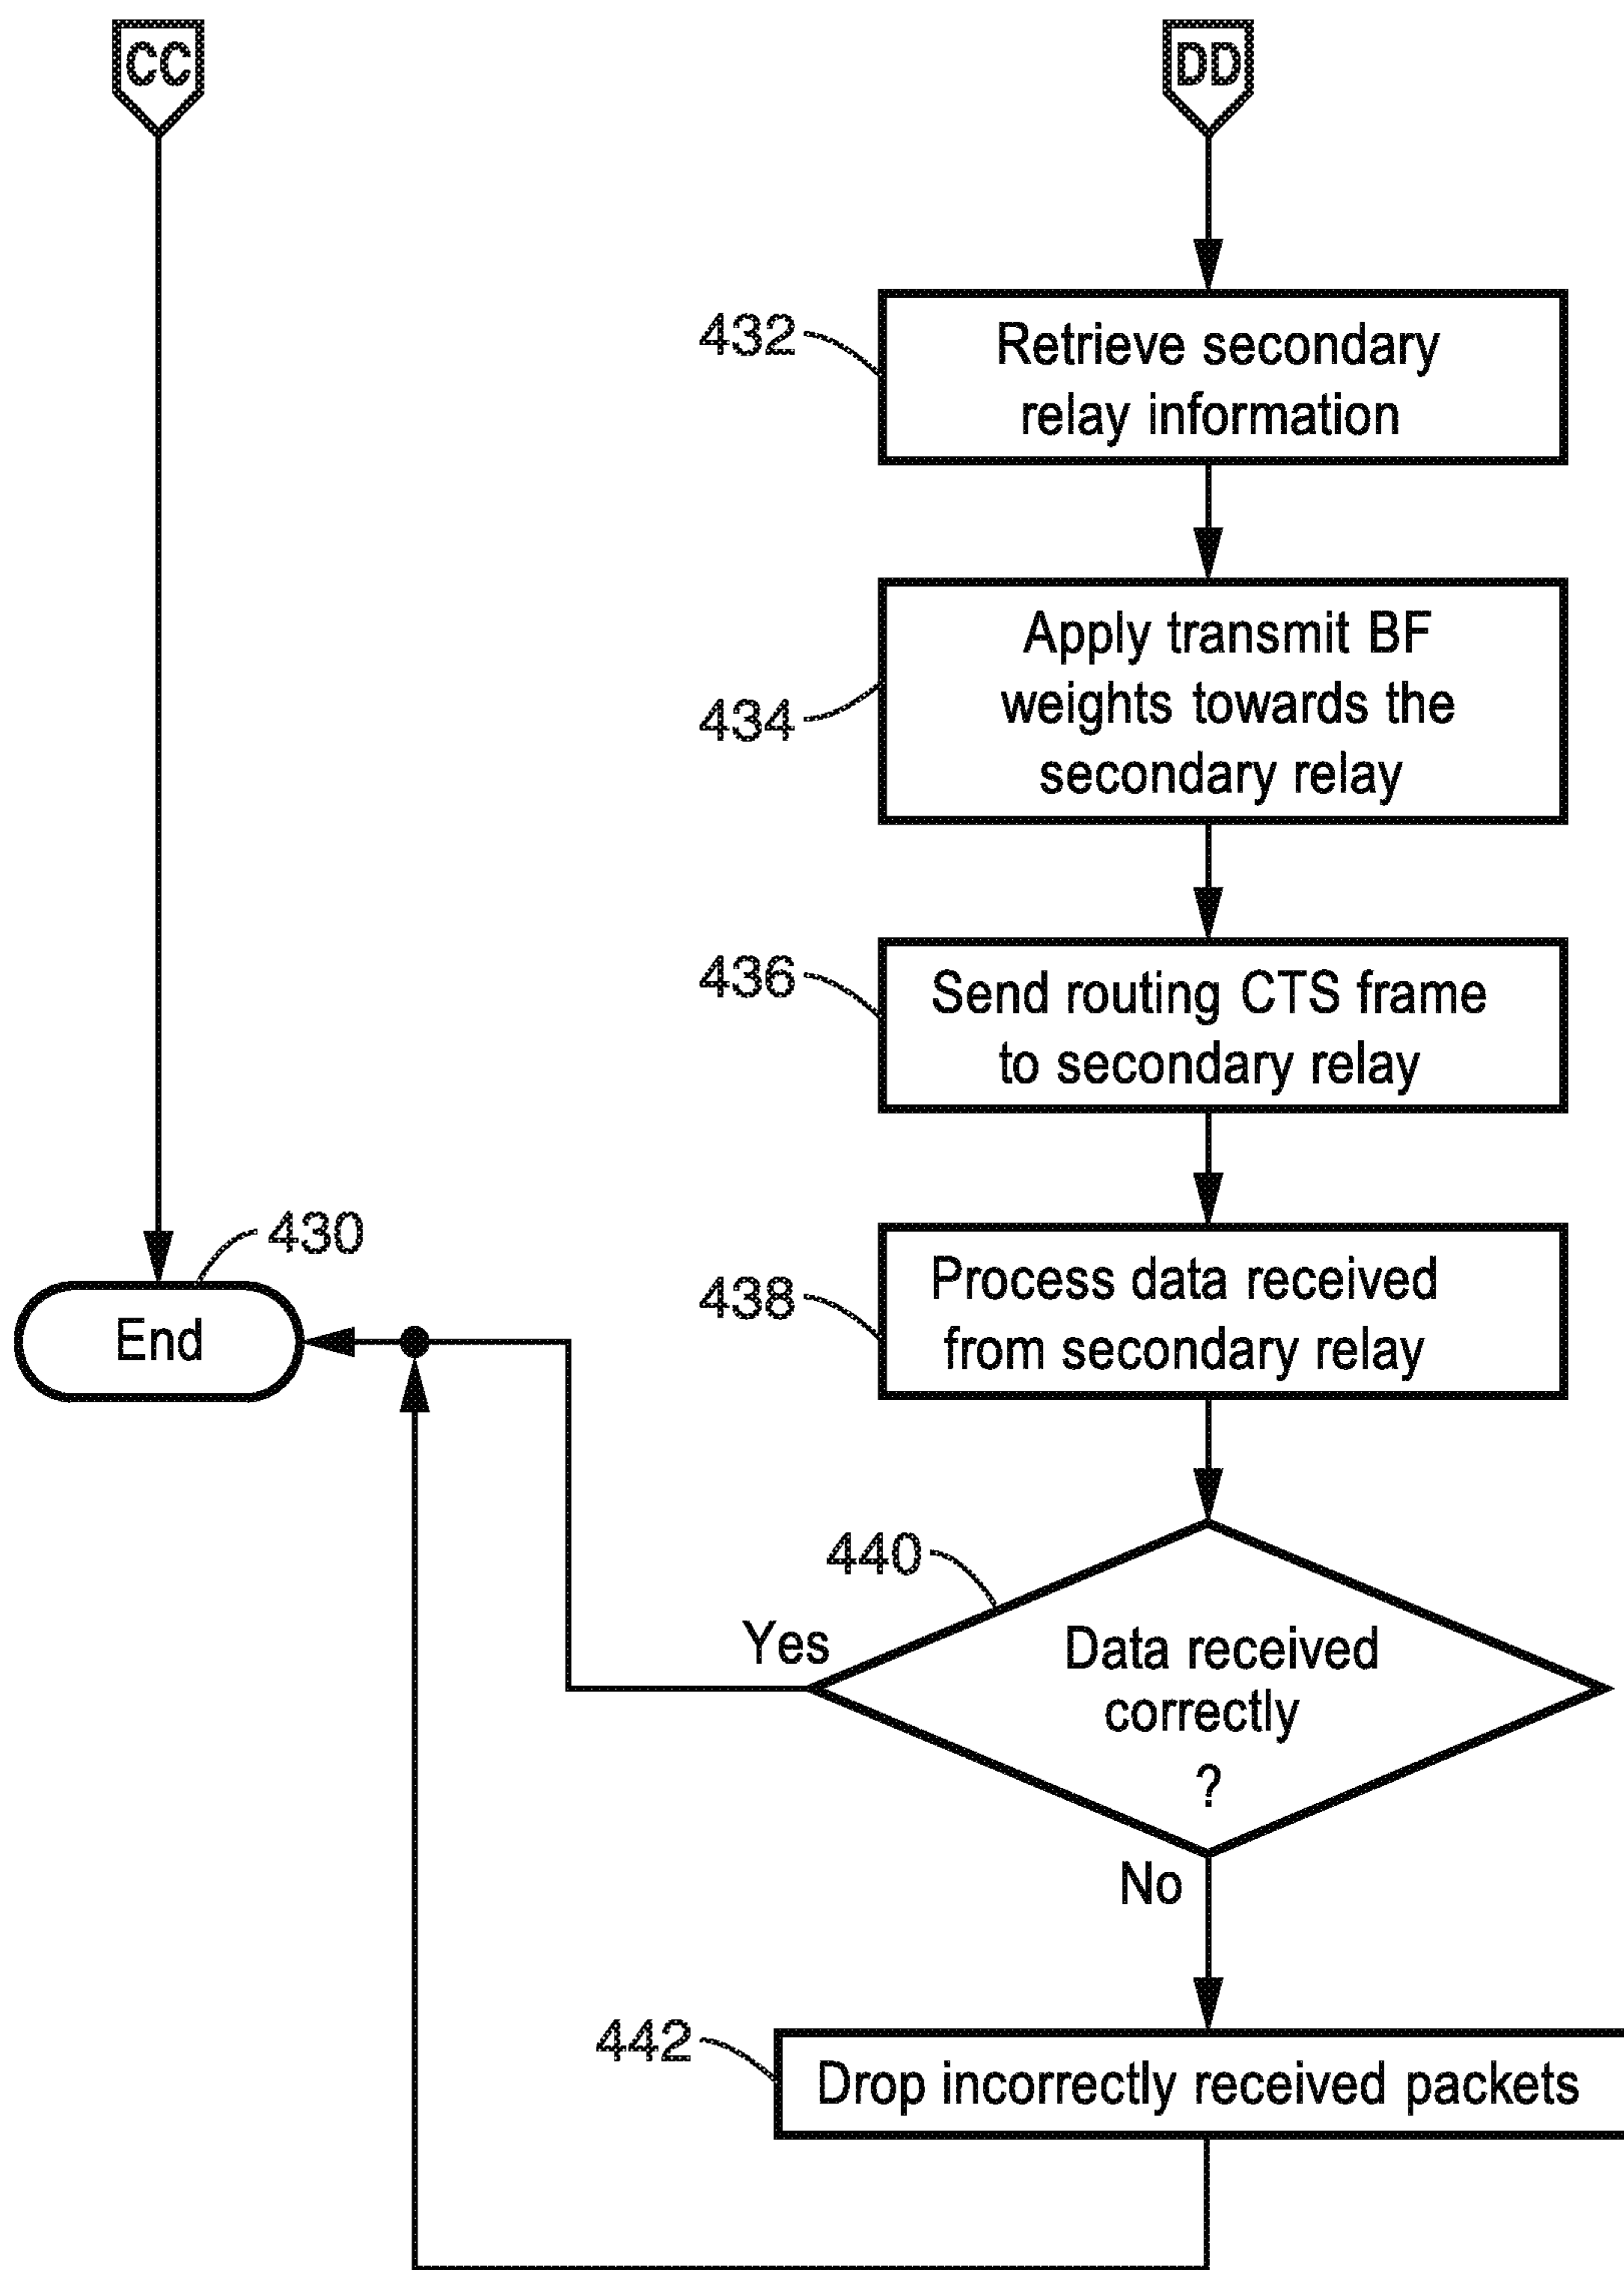 CC
DD
432
Retrieve secondary
relay information
434
Apply transmit BF
weights towards the
secondary relay
436
Send routing CTS frame
to secondary relay
430
End
438
Process data received
from secondary relay
440
Yes
Data received
correctly
?
No
442
Drop incorrectly received packets